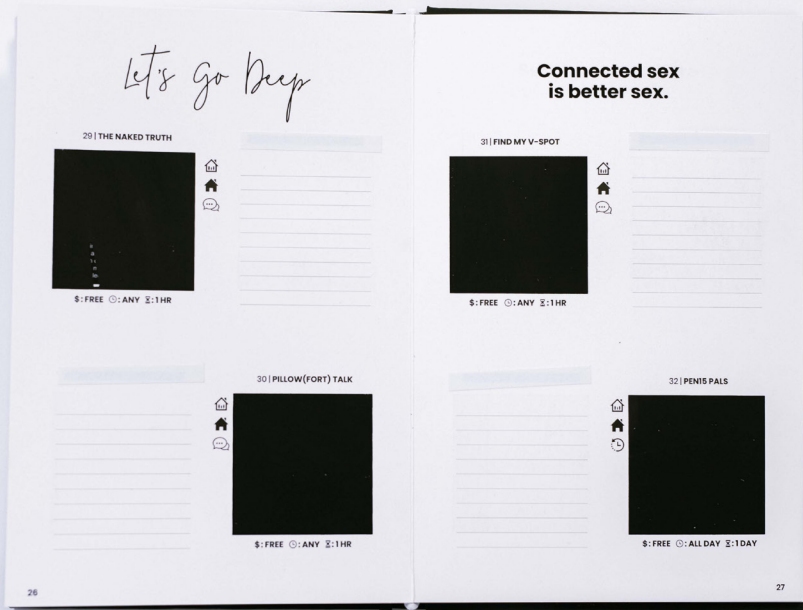 Let's Go Deep
29 | THE NAKED TRUTH
$: FREE : ANY : 1 HR
30 | PILLOW(FORT) TALK
$: FREE : ANY : 1 HR
26
Connected sex
is better sex.
31 | FIND MY V-SPOT
$: FREE : ANY : 1 HR
32 | PEN15 PALS
$: FREE : ALL DAY : 1 DAY
27